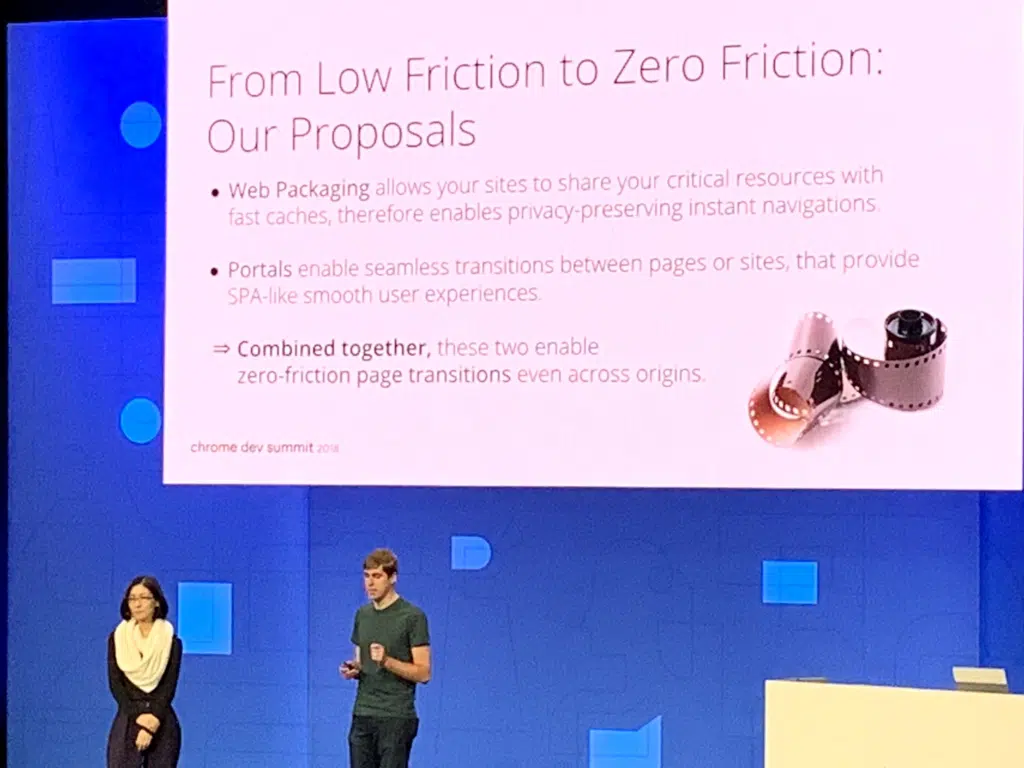 From Low Friction to Zero Friction:
Our Proposals
• Web Packaging allows your sites to share your critical resources with
fast caches, therefore enables privacy-preserving instant navigations.
• Portals enable seamless transitions between pages or sites, that provide
SPA-like smooth user experiences.
⇒ Combined together, these two enable
zero-friction page transitions even across origins.
chrome dev summit 2018